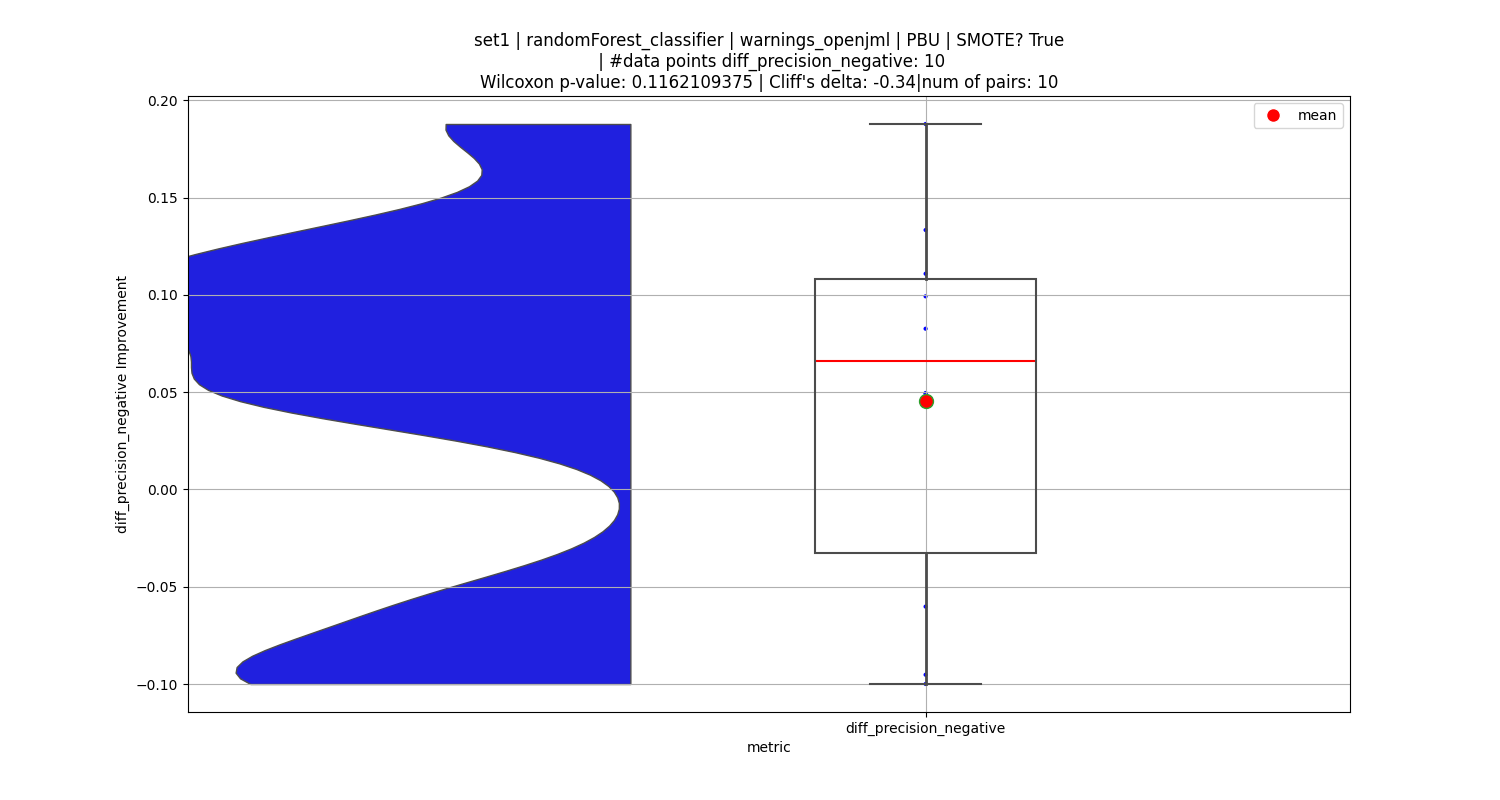 set1 | randomForest_classifier | warnings_openjml | PBU | SMOTE? True
| #data points diff_precision_negative: 10
Wilcoxon p-value: 0.1162109375 | Cliff's delta: -0.34|num of pairs: 10
mean
0.20
0.15
0.10
0.05
0.00
−0.05
−0.10
diff_precision_negative Improvement
diff_precision_negative
metric